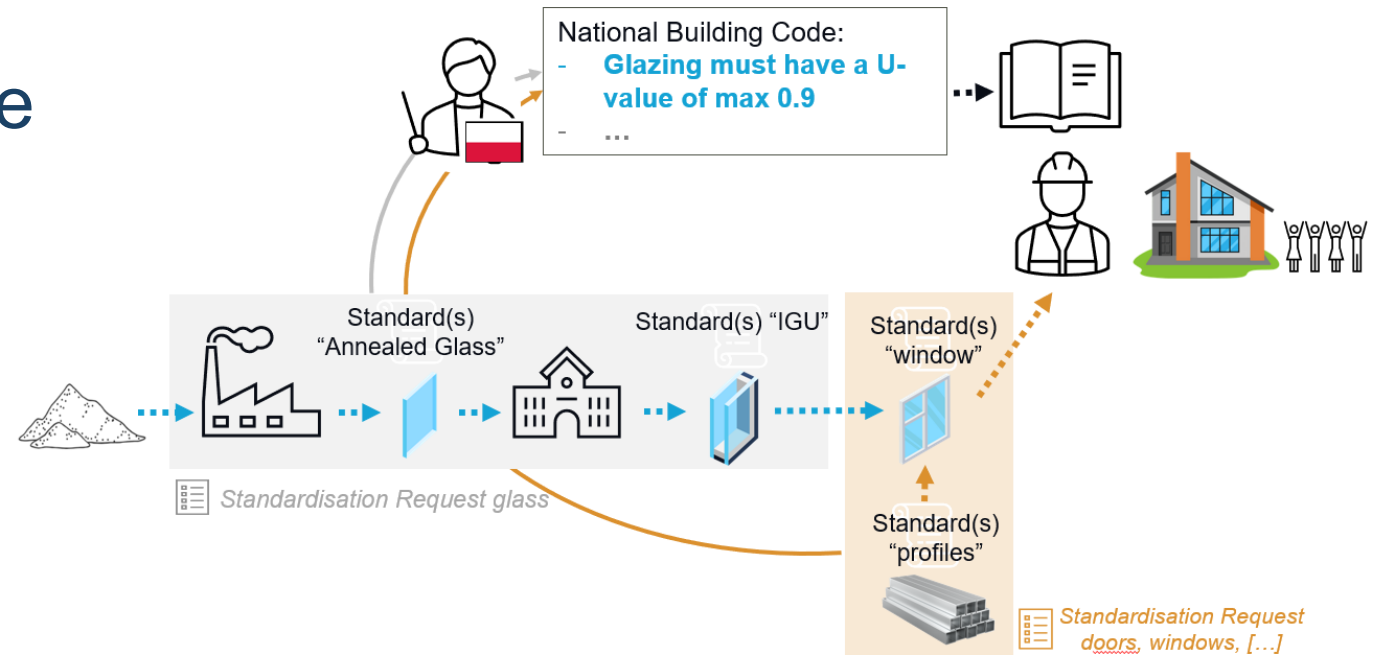 e
National Building Code:
- Glazing must have a U-
value of max 0.9
- ...
Standard(s)
“Annealed Glass”
Standard(s) “IGU”
Standard(s)
“window”
Standardisation Request glass
Standard(s)
“profiles”
Standardisation Request
doors, windows, [...]